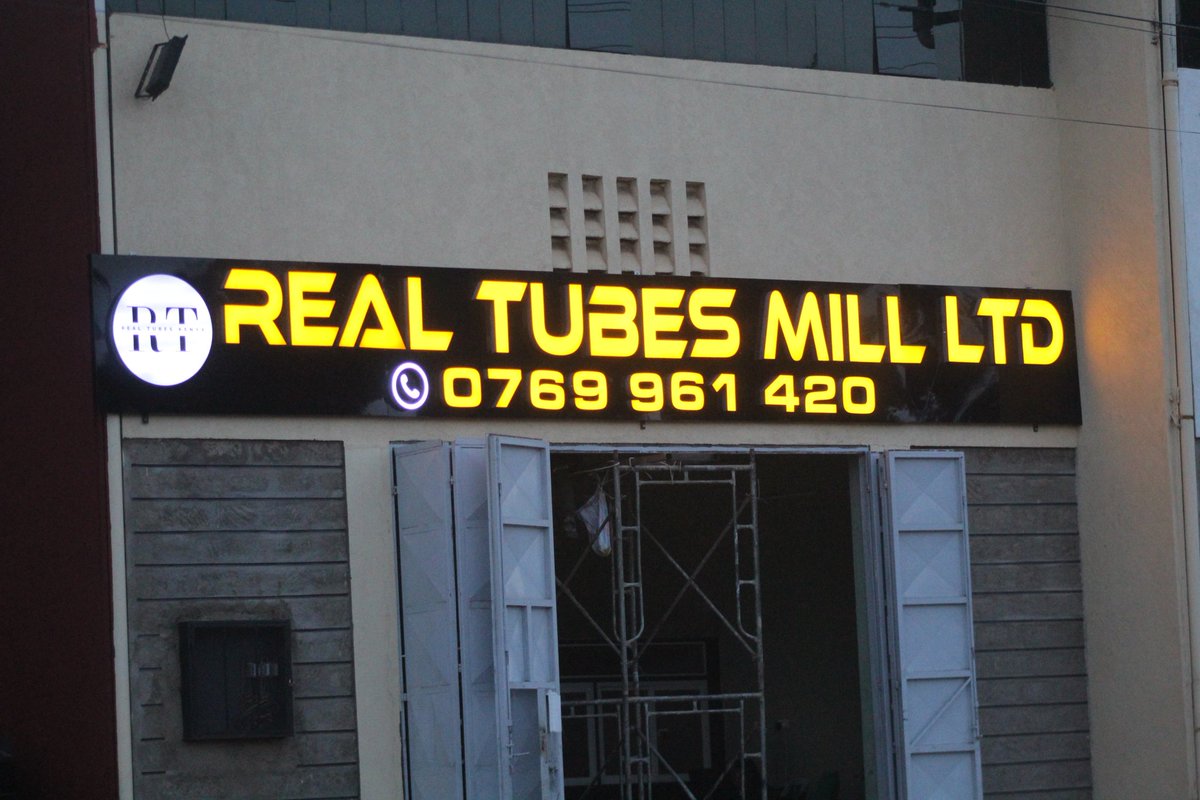 RT
REAL TUBES MILL LTD
0769 961 420